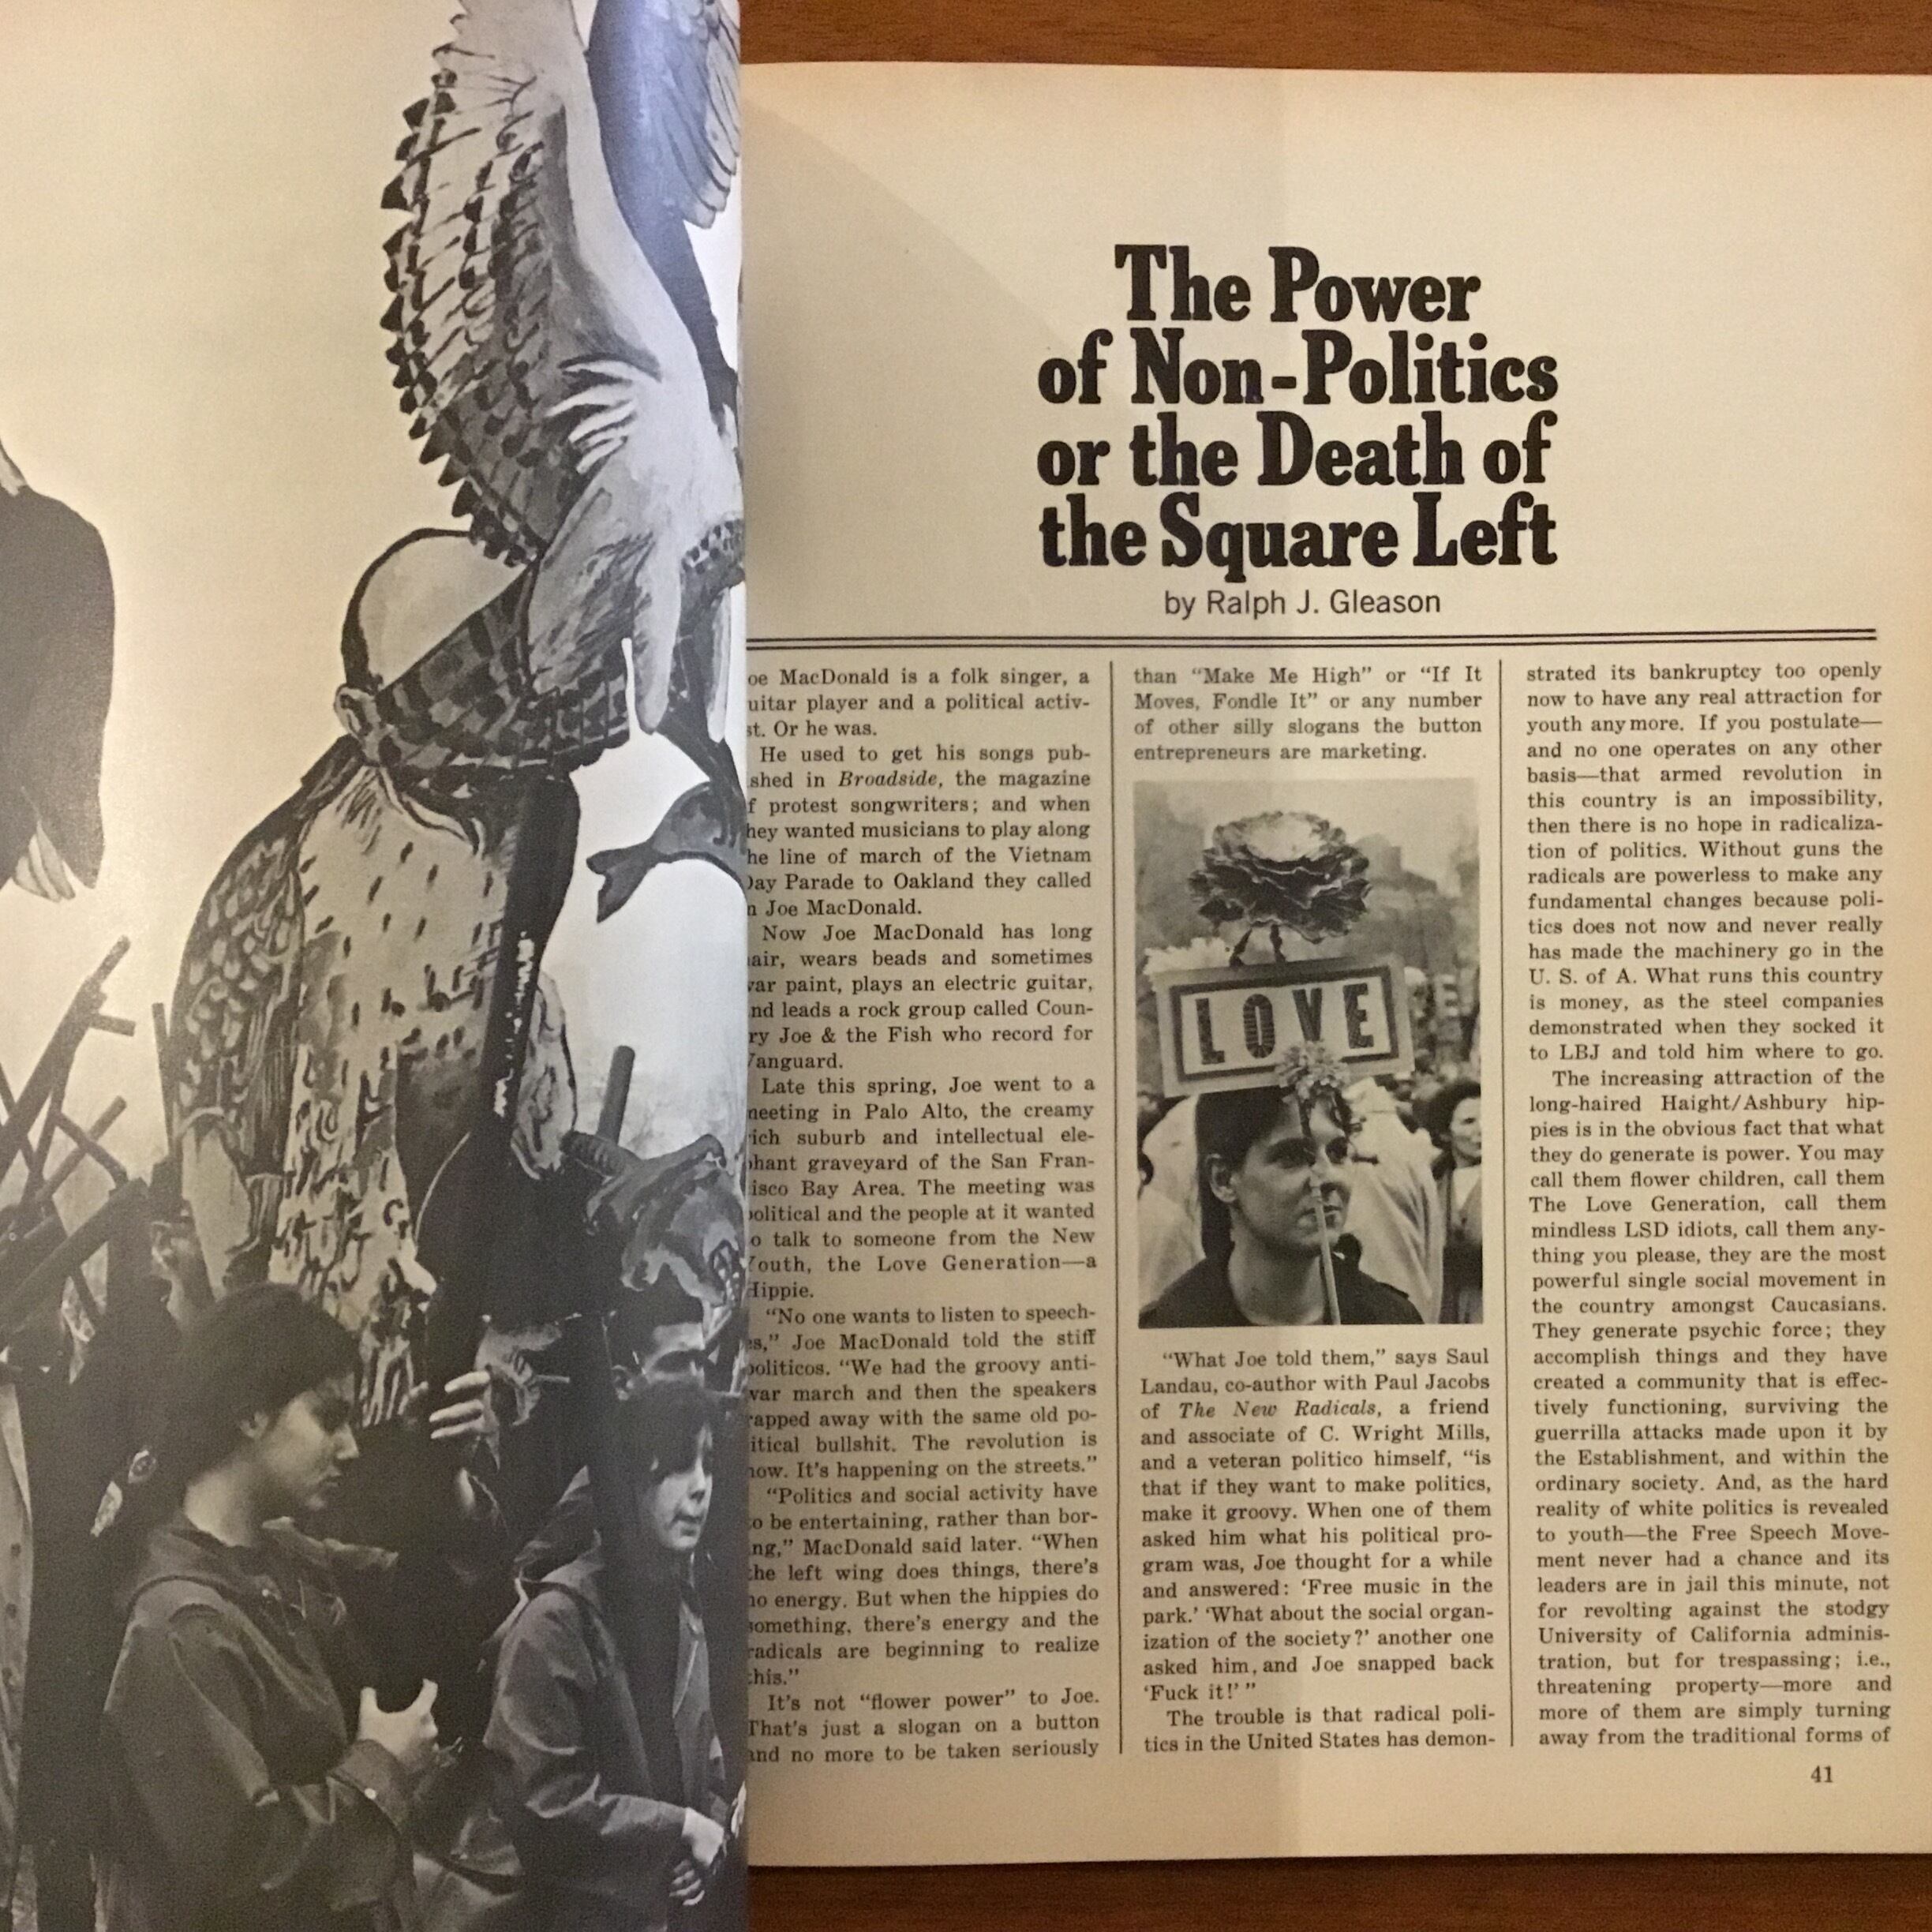 The Power
of Non-Politics
or the Death of
the Square Left
by Ralph J. Gleason
oe MacDonald is a folk singer, a
uitar player and a political activ-
st. Or he was.
He used to get his songs pub-
shed in Broadside, the magazine
f protest songwriters; and when
hey wanted musicians to play along
he line of march of the Vietnam
ay Parade to Oakland they called
n Joe MacDonald.
Now Joe MacDonald has long
air, wears beads and sometimes
ar paint, plays an electric guitar,
nd leads a rock group called Coun-
ry Joe & the Fish who record for
anguard.
Late this spring, Joe went to a
eeting in Palo Alto, the creamy
ich suburb and intellectual ele-
hant graveyard of the San Fran-
isco Bay Area. The meeting was
olitical and the people at it wanted
o talk to someone from the New
outh, the Love Generation—a
ippie.
"No one wants to listen to speech-
es," Joe MacDonald told the stiff
oliticos. "We had the groovy anti-
war march and then the speakers
rapped away with the same old po-
itical bullshit. The revolution is
now. It's happening on the streets."
"Politics and social activity have
to be entertaining, rather than bor-
ing," MacDonald said later. "When
the left wing does things, there's
no energy. But when the hippies do
something, there's energy and the
radicals are beginning to realize
this."
It's not "flower power" to Joe.
That's just a slogan on a button
and no more to be taken seriously
than "Make Me High" or "If It
Moves, Fondle It" or any number
of other silly slogans the button
entrepreneurs are marketing.
LOVE
"What Joe told them," says Saul
Landau, co-author with Paul Jacobs
of The New Radicals, a friend
and associate of C. Wright Mills,
and a veteran politico himself, "is
that if they want to make politics,
make it groovy. When one of them
asked him what his political pro-
gram was, Joe thought for a while
and answered: 'Free music in the
park.' 'What about the social organ-
ization of the society?' another one
asked him, and Joe snapped back
'Fuck it!' "
The trouble is that radical poli-
tics in the United States has demon-
strated its bankruptcy too openly
now to have any real attraction for
youth anymore. If you postulate—
and no one operates on any other
basis—that armed revolution in
this country is an impossibility,
then there is no hope in radicaliza-
tion of politics. Without guns the
radicals are powerless to make any
fundamental changes because poli-
tics does not now and never really
has made the machinery go in the
U. S. of A. What runs this country
is money, as the steel companies
demonstrated when they socked it
to LBJ and told him where to go.
The increasing attraction of the
long-haired Haight/Ashbury hip-
pies is in the obvious fact that what
they do generate is power. You may
call them flower children, call them
The Love Generation, call them
mindless LSD idiots, call them any-
thing you please, they are the most
powerful single social movement in
the country amongst Caucasians.
They generate psychic force; they
accomplish things and they have
created a community that is effec-
tively functioning, surviving the
guerrilla attacks made upon it by
the Establishment, and within the
ordinary society. And, as the hard
reality of white politics is revealed
to youth—the Free Speech Move-
ment never had a chance and its
leaders are in jail this minute, not
for revolting against the stodgy
University of California adminis-
tration, but for trespassing; i.e.,
threatening property—more and
more of them are simply turning
away from the traditional forms of
41